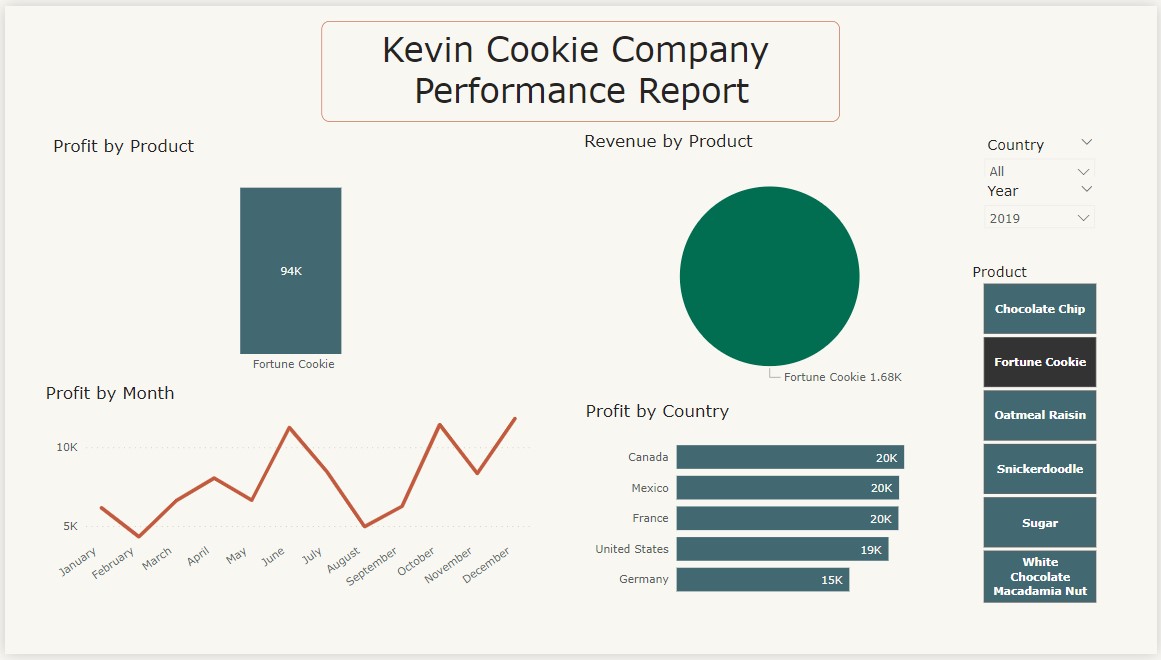 Kevin Cookie Company
Performance Report
Profit by Product
94K
Fortune Cookie
Revenue by Product
Fortune Cookie 1.68K
Country
All
Year
2019
Product
Chocolate Chip
Fortune Cookie
Oatmeal Raisin
Snickerdoodle
Sugar
White
Chocolate
Macadamia Nut
Profit by Month
10K
5K
January
February
March
April
May
June
July
August
September
October
November
December
Profit by Country
Canada 20K
Mexico 20K
France 20K
United States 19K
Germany 15K